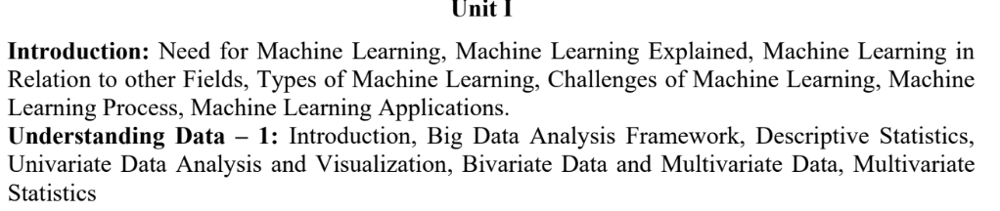 Unit I
Introduction: Need for Machine Learning, Machine Learning Explained, Machine Learning in
Relation to other Fields, Types of Machine Learning, Challenges of Machine Learning, Machine
Learning Process, Machine Learning Applications.
Understanding Data – 1: Introduction, Big Data Analysis Framework, Descriptive Statistics,
Univariate Data Analysis and Visualization, Bivariate Data and Multivariate Data, Multivariate
Statistics